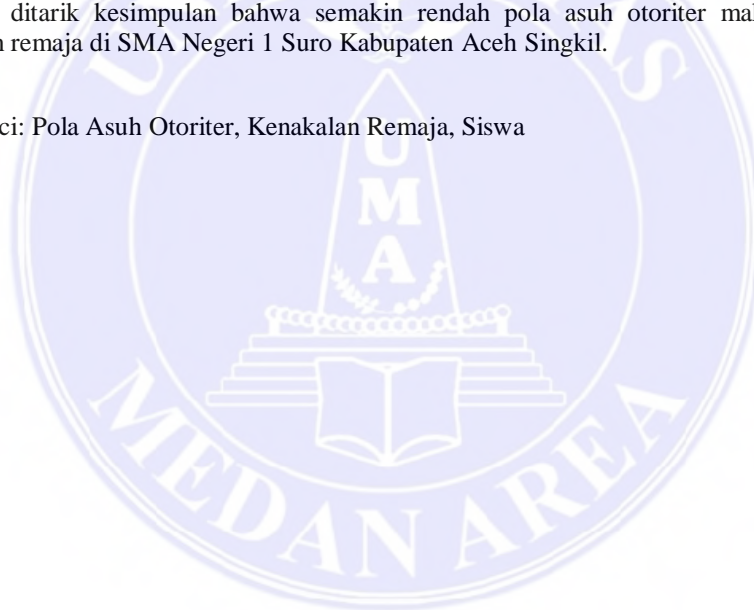 ditarik kesimpulan bahwa semakin rendah pola asuh otoriter
remaja di SMA Negeri 1 Suro Kabupaten Aceh Singkil.
Pola Asuh Otoriter, Kenakalan Remaja, Siswa
UMA
MEDAN AREA